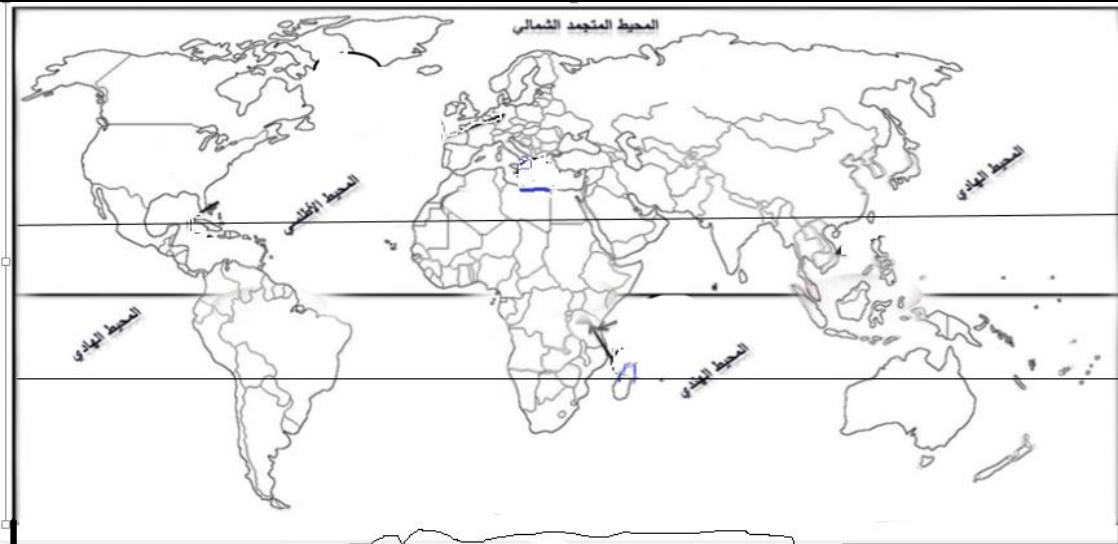 المحيط المتجمد الشمالي
المحيط الهادي
المحيط الأطلسي
المحيط الهادي
المحيط الهندي